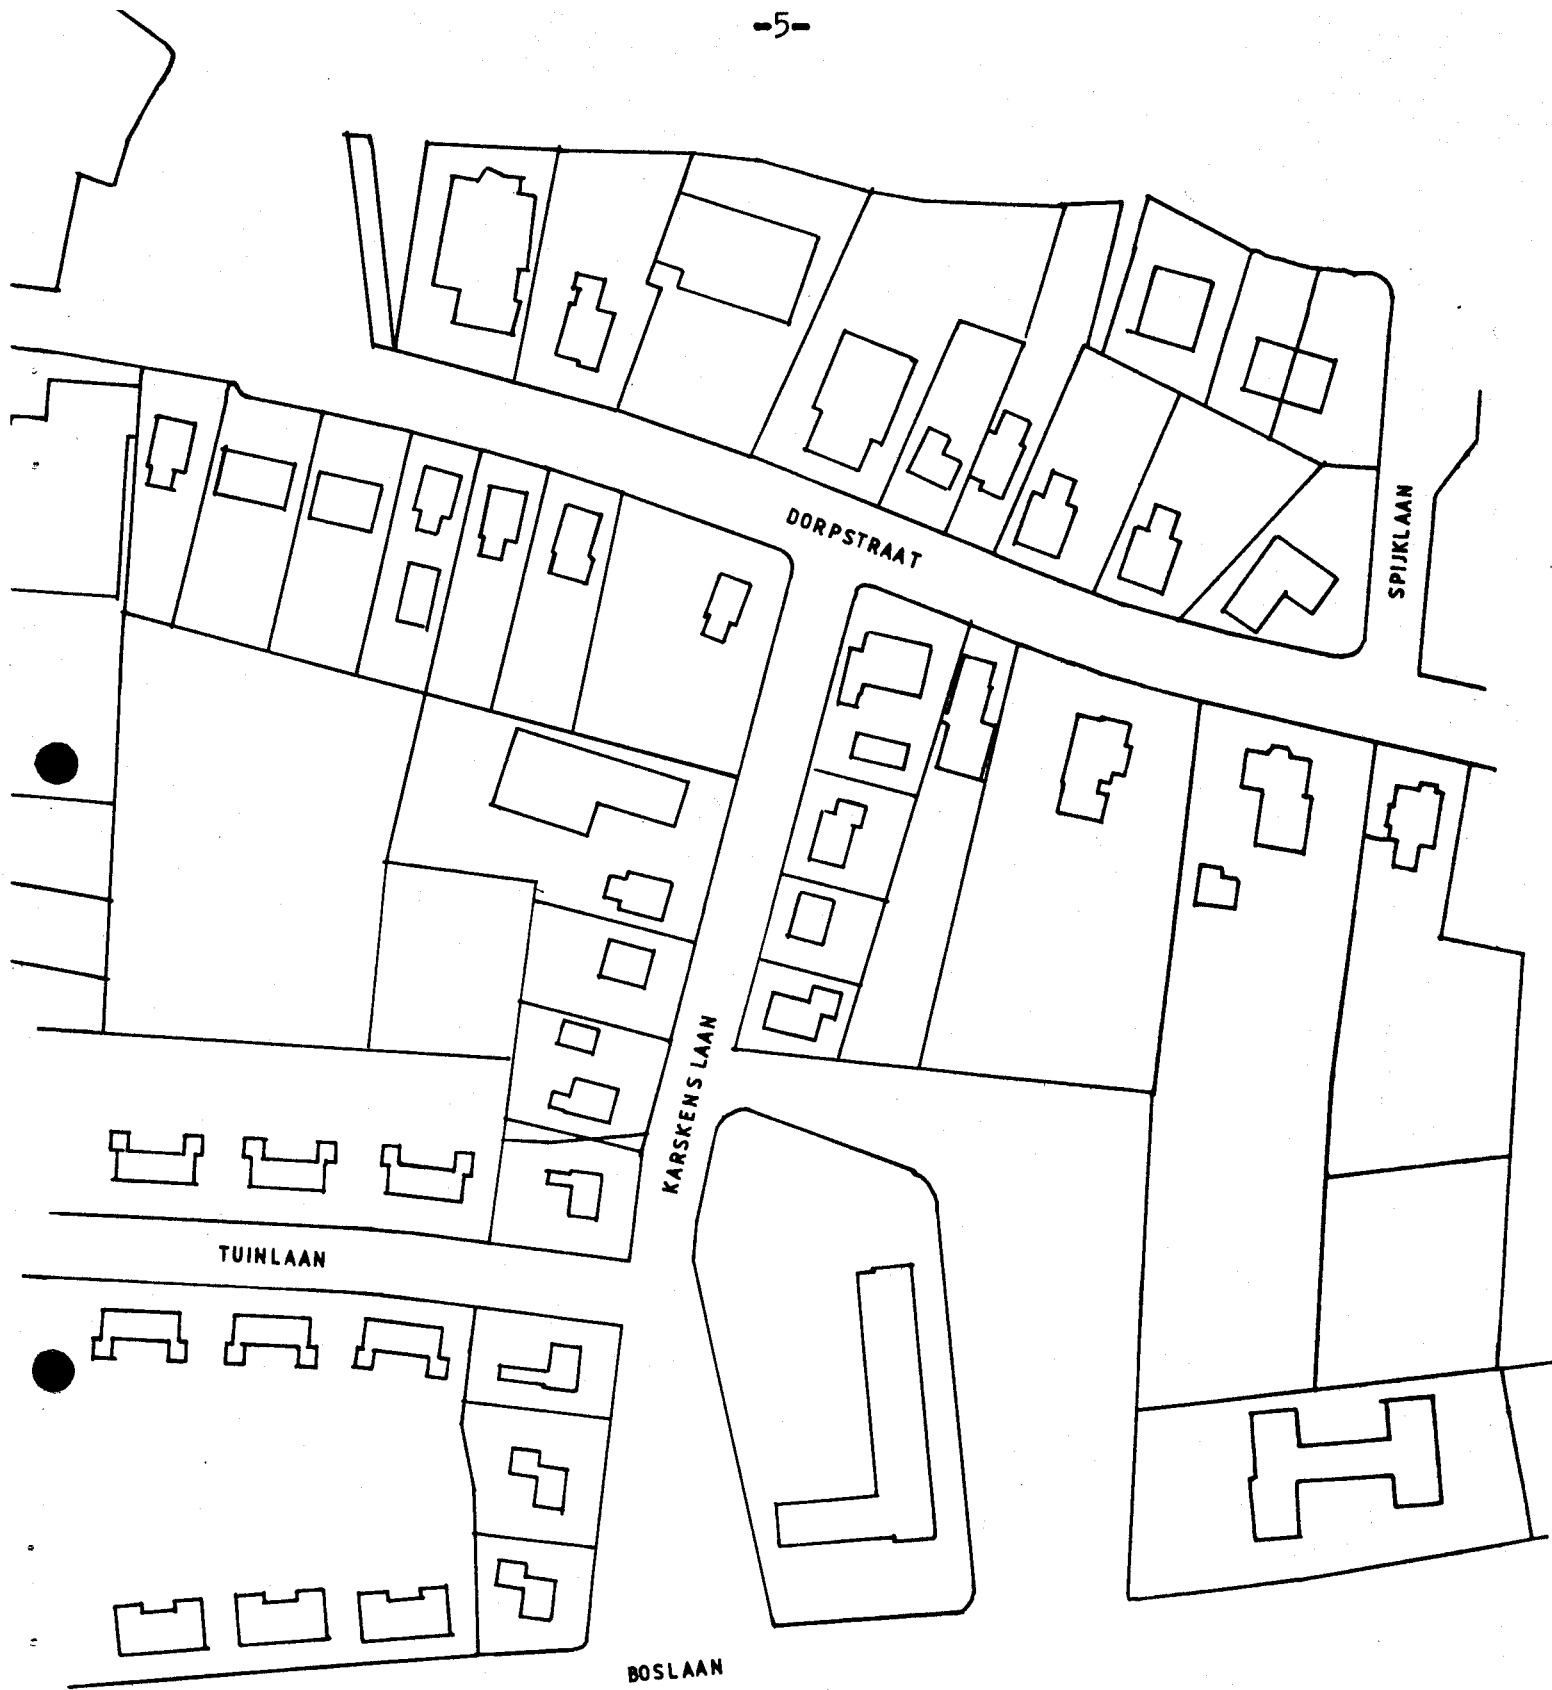 -5-
DORPSTRAAT
SPIJKLAAN
KARSKENSLAAN
TUINLAAN
BOSLAAN